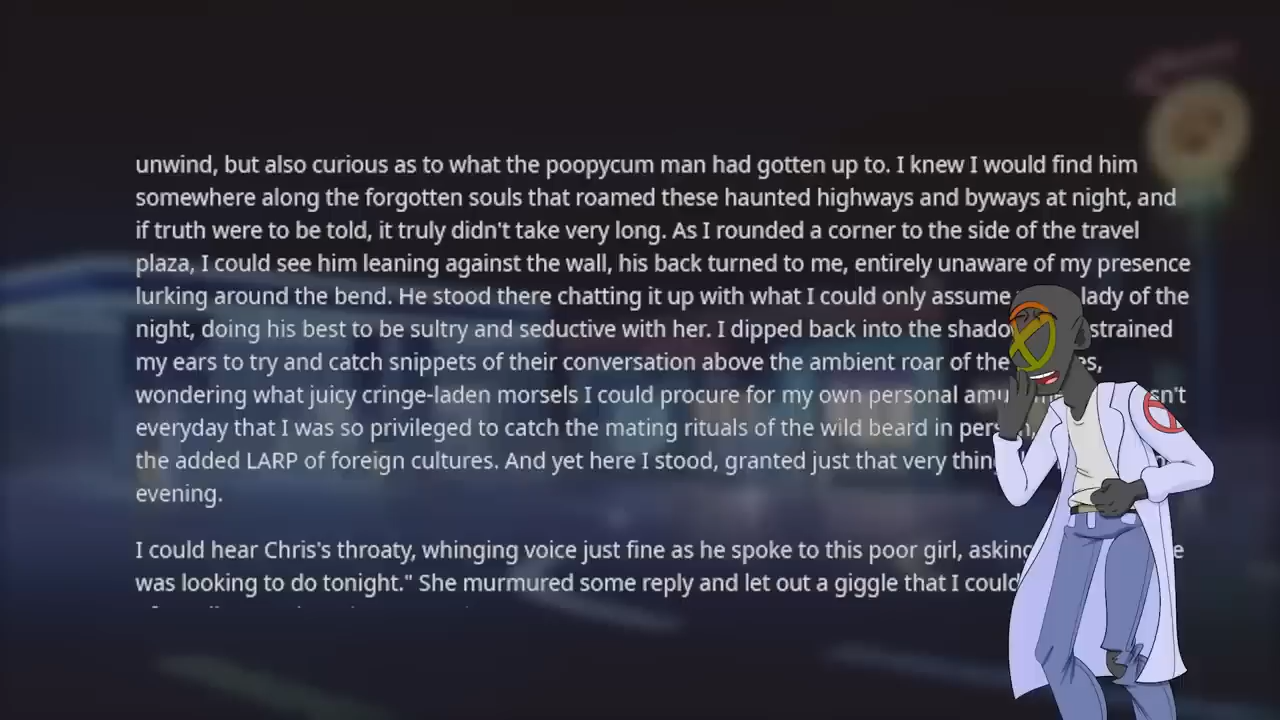 unwind, but also curious as to what the poopycum man had gotten up to. I knew I would find him
somewhere along the forgotten souls that roamed these haunted highways and byways at night, and
if truth were to be told, it truly didn't take very long. As I rounded a corner to the side of the travel
plaza, I could see him leaning against the wall, his back turned to me, entirely unaware of my presence
lurking around the bend. He stood there chatting it up with what I could only assume lady of the
night, doing his best to be sultry and seductive with her. I dipped back into the strained
my ears to try and catch snippets of their conversation above the ambient roar of the
wondering what juicy cringe-laden morsels I could procure for my own personal
everyday that I was so privileged to catch the mating rituals of the wild beard in
the added LARP of foreign cultures. And yet here I stood, granted just that very
evening.
I could hear Chris's throaty, whinging voice just fine as he spoke to this poor girl,
was looking to do tonight." She murmured some reply and let out a giggle that I could